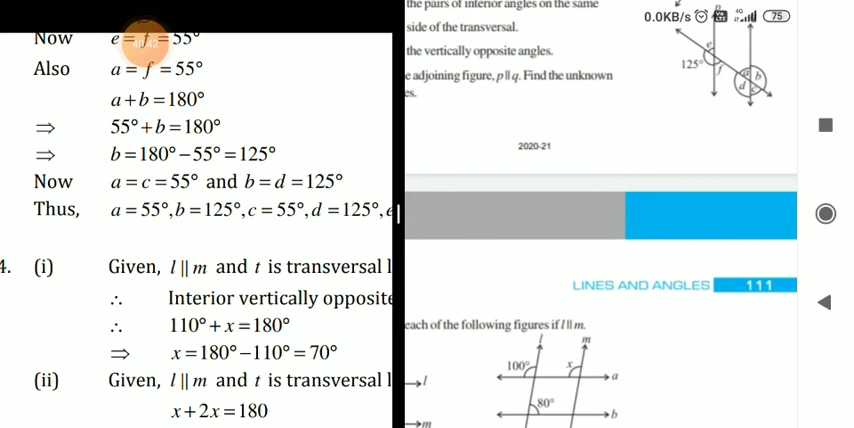 Now e = f = 55°
Also a = f = 55°
a + b = 180°
⇒ 55° + b = 180°
⇒ b = 180° − 55° = 125°
Now a = c = 55° and b = d = 125°
Thus, a = 55°, b = 125°, c = 55°, d = 125°, e
4. (i) Given, l || m and t is transversal l
∴ Interior vertically opposite
∴ 110° + x = 180°
⇒ x = 180° − 110° = 70°
(ii) Given, l || m and t is transversal l
x + 2x = 180
the pairs of interior angles on the same
side of the transversal.
the vertically opposite angles.
e adjoining figure, p || q. Find the unknown
es.
0.0KB/s
4G
75
p
e
125°
f
a
b
d
c
2020-21
LINES AND ANGLES 111
each of the following figures if l || m.
l
m
100°
x
a
l
80°
b
m